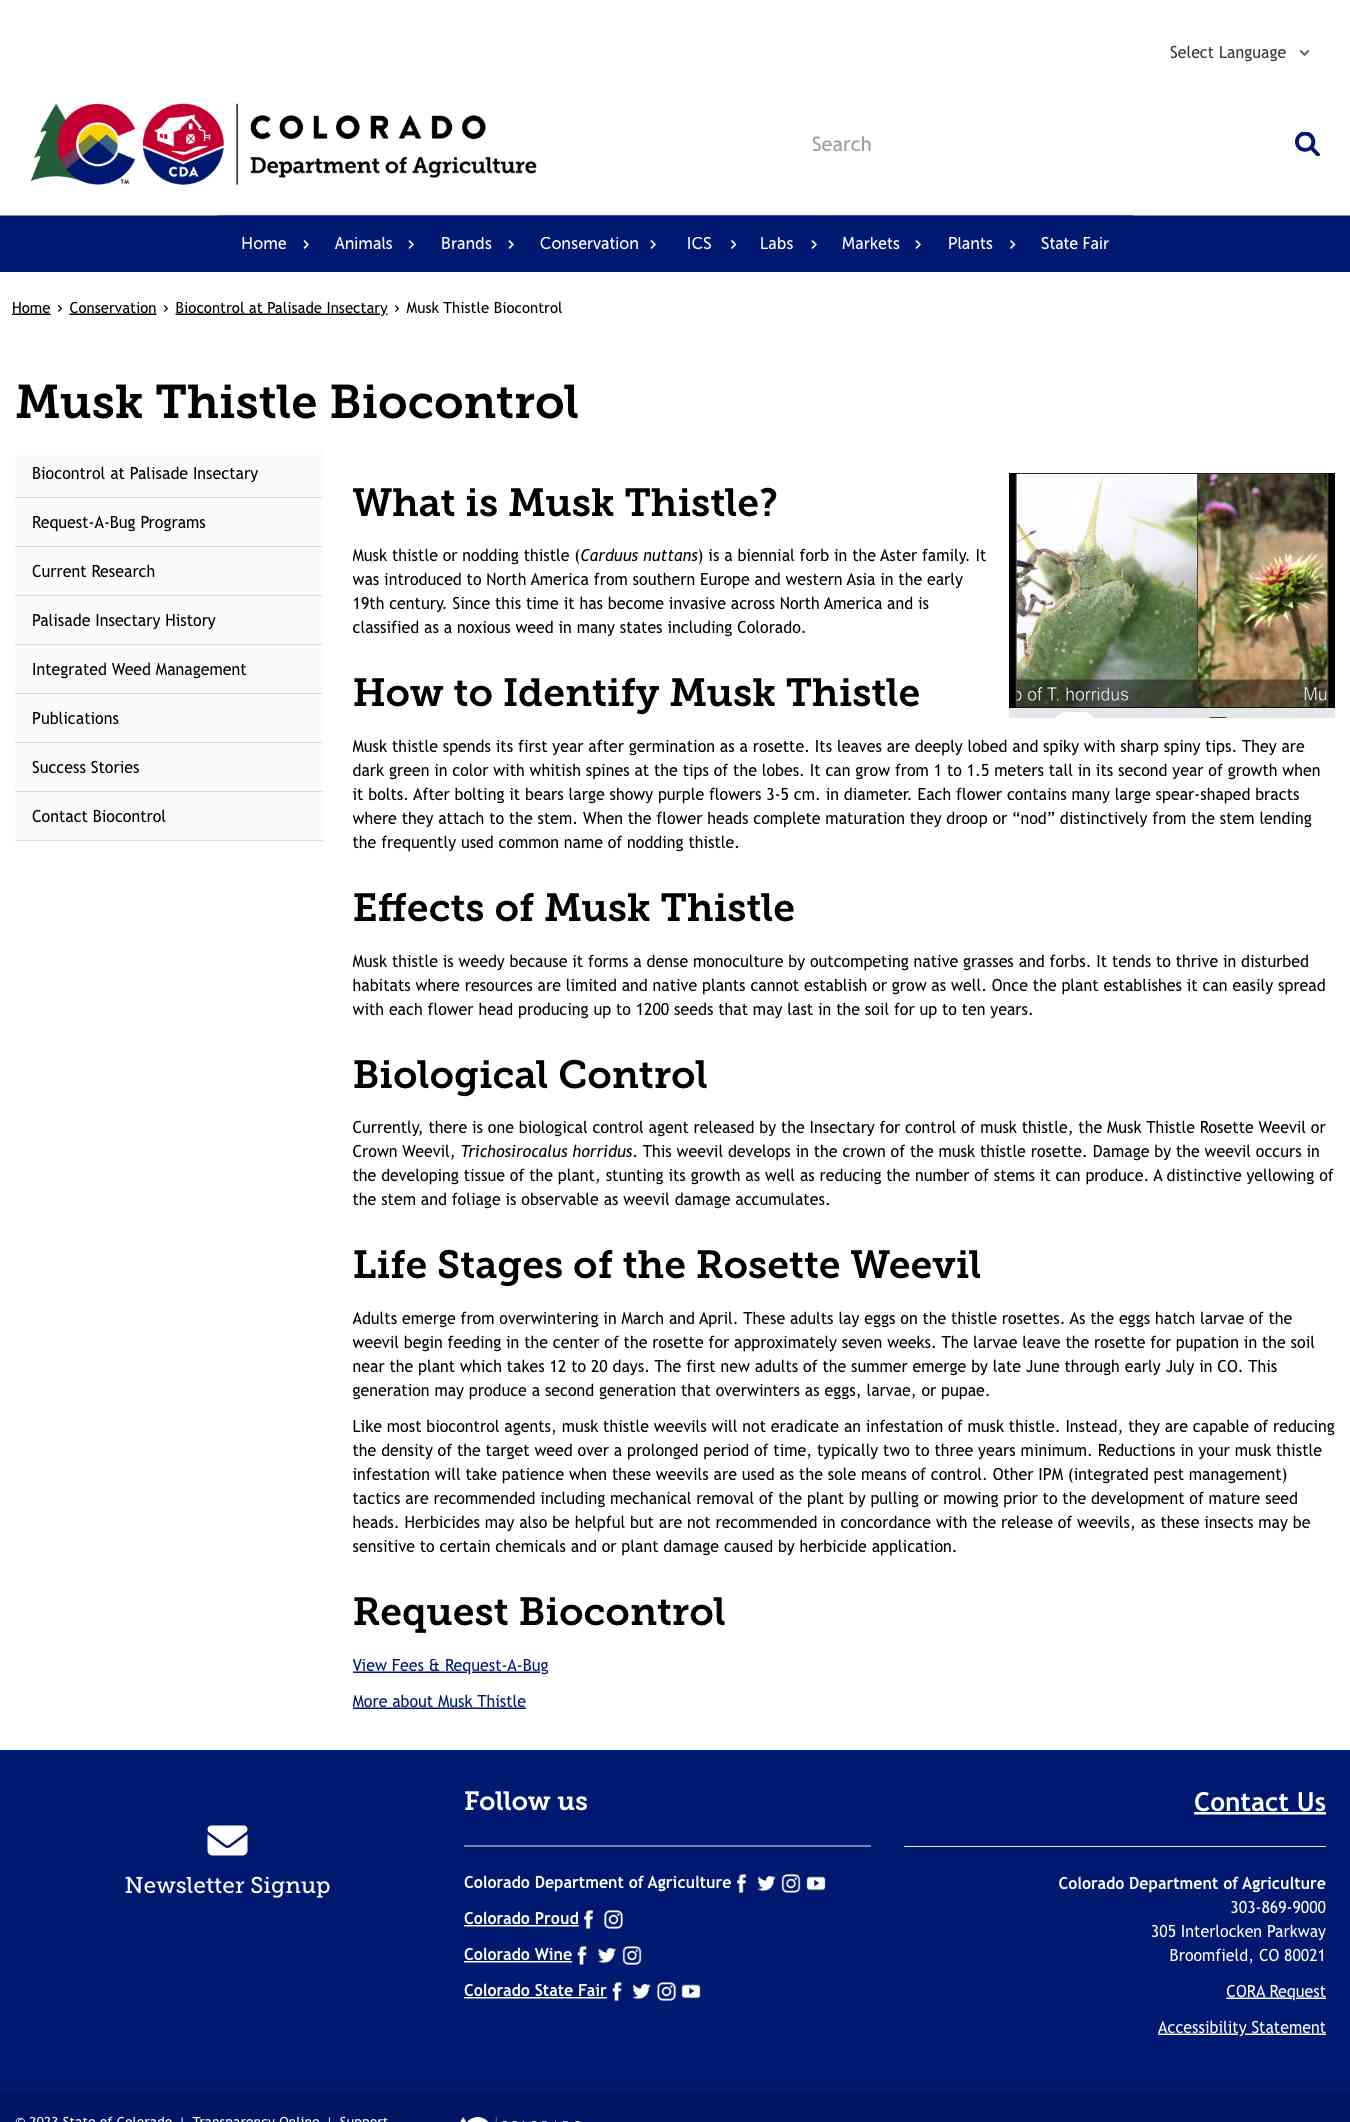 Select Language
COLORADO
Department of Agriculture
CDA
TM
Search
Home
Animals
Brands
Conservation
ICS
Labs
Markets
Plants
State Fair
Home › Conservation › Biocontrol at Palisade Insectary › Musk Thistle Biocontrol
Musk Thistle Biocontrol
Biocontrol at Palisade Insectary
Request-A-Bug Programs
Current Research
Palisade Insectary History
Integrated Weed Management
Publications
Success Stories
Contact Biocontrol
What is Musk Thistle?
Musk thistle or nodding thistle (Carduus nuttans) is a biennial forb in the Aster family. It
was introduced to North America from southern Europe and western Asia in the early
19th century. Since this time it has become invasive across North America and is
classified as a noxious weed in many states including Colorado.
o of T. horridus
Mu
How to Identify Musk Thistle
Musk thistle spends its first year after germination as a rosette. Its leaves are deeply lobed and spiky with sharp spiny tips. They are
dark green in color with whitish spines at the tips of the lobes. It can grow from 1 to 1.5 meters tall in its second year of growth when
it bolts. After bolting it bears large showy purple flowers 3-5 cm. in diameter. Each flower contains many large spear-shaped bracts
where they attach to the stem. When the flower heads complete maturation they droop or “nod” distinctively from the stem lending
the frequently used common name of nodding thistle.
Effects of Musk Thistle
Musk thistle is weedy because it forms a dense monoculture by outcompeting native grasses and forbs. It tends to thrive in disturbed
habitats where resources are limited and native plants cannot establish or grow as well. Once the plant establishes it can easily spread
with each flower head producing up to 1200 seeds that may last in the soil for up to ten years.
Biological Control
Currently, there is one biological control agent released by the Insectary for control of musk thistle, the Musk Thistle Rosette Weevil or
Crown Weevil, Trichosirocalus horridus. This weevil develops in the crown of the musk thistle rosette. Damage by the weevil occurs in
the developing tissue of the plant, stunting its growth as well as reducing the number of stems it can produce. A distinctive yellowing of
the stem and foliage is observable as weevil damage accumulates.
Life Stages of the Rosette Weevil
Adults emerge from overwintering in March and April. These adults lay eggs on the thistle rosettes. As the eggs hatch larvae of the
weevil begin feeding in the center of the rosette for approximately seven weeks. The larvae leave the rosette for pupation in the soil
near the plant which takes 12 to 20 days. The first new adults of the summer emerge by late June through early July in CO. This
generation may produce a second generation that overwinters as eggs, larvae, or pupae.
Like most biocontrol agents, musk thistle weevils will not eradicate an infestation of musk thistle. Instead, they are capable of reducing
the density of the target weed over a prolonged period of time, typically two to three years minimum. Reductions in your musk thistle
infestation will take patience when these weevils are used as the sole means of control. Other IPM (integrated pest management)
tactics are recommended including mechanical removal of the plant by pulling or mowing prior to the development of mature seed
heads. Herbicides may also be helpful but are not recommended in concordance with the release of weevils, as these insects may be
sensitive to certain chemicals and or plant damage caused by herbicide application.
Request Biocontrol
View Fees & Request-A-Bug
More about Musk Thistle
Newsletter Signup
Follow us
Colorado Department of Agriculture
Colorado Proud
Colorado Wine
Colorado State Fair
Contact Us
Colorado Department of Agriculture
303-869-9000
305 Interlocken Parkway
Broomfield, CO 80021
CORA Request
Accessibility Statement
© 2023 State of Colorado | Transparency Online | Support
COLORADO